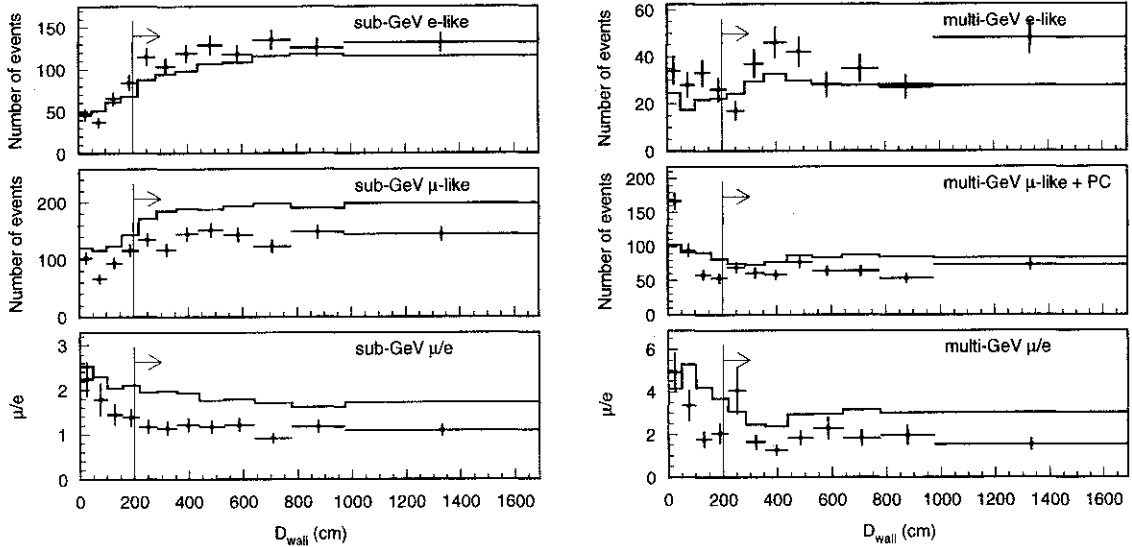 sub-GeV e-like
Number of events
150
100
50
0
sub-GeV μ-like
Number of events
200
100
0
sub-GeV μ/e
μ/e
3
2
1
0
0 200 400 600 800 1000 1200 1400 1600
D_wall (cm)
multi-GeV e-like
Number of events
60
40
20
0
multi-GeV μ-like + PC
Number of events
200
150
100
50
0
multi-GeV μ/e
μ/e
6
4
2
0
0 200 400 600 800 1000 1200 1400 1600
D_wall (cm)